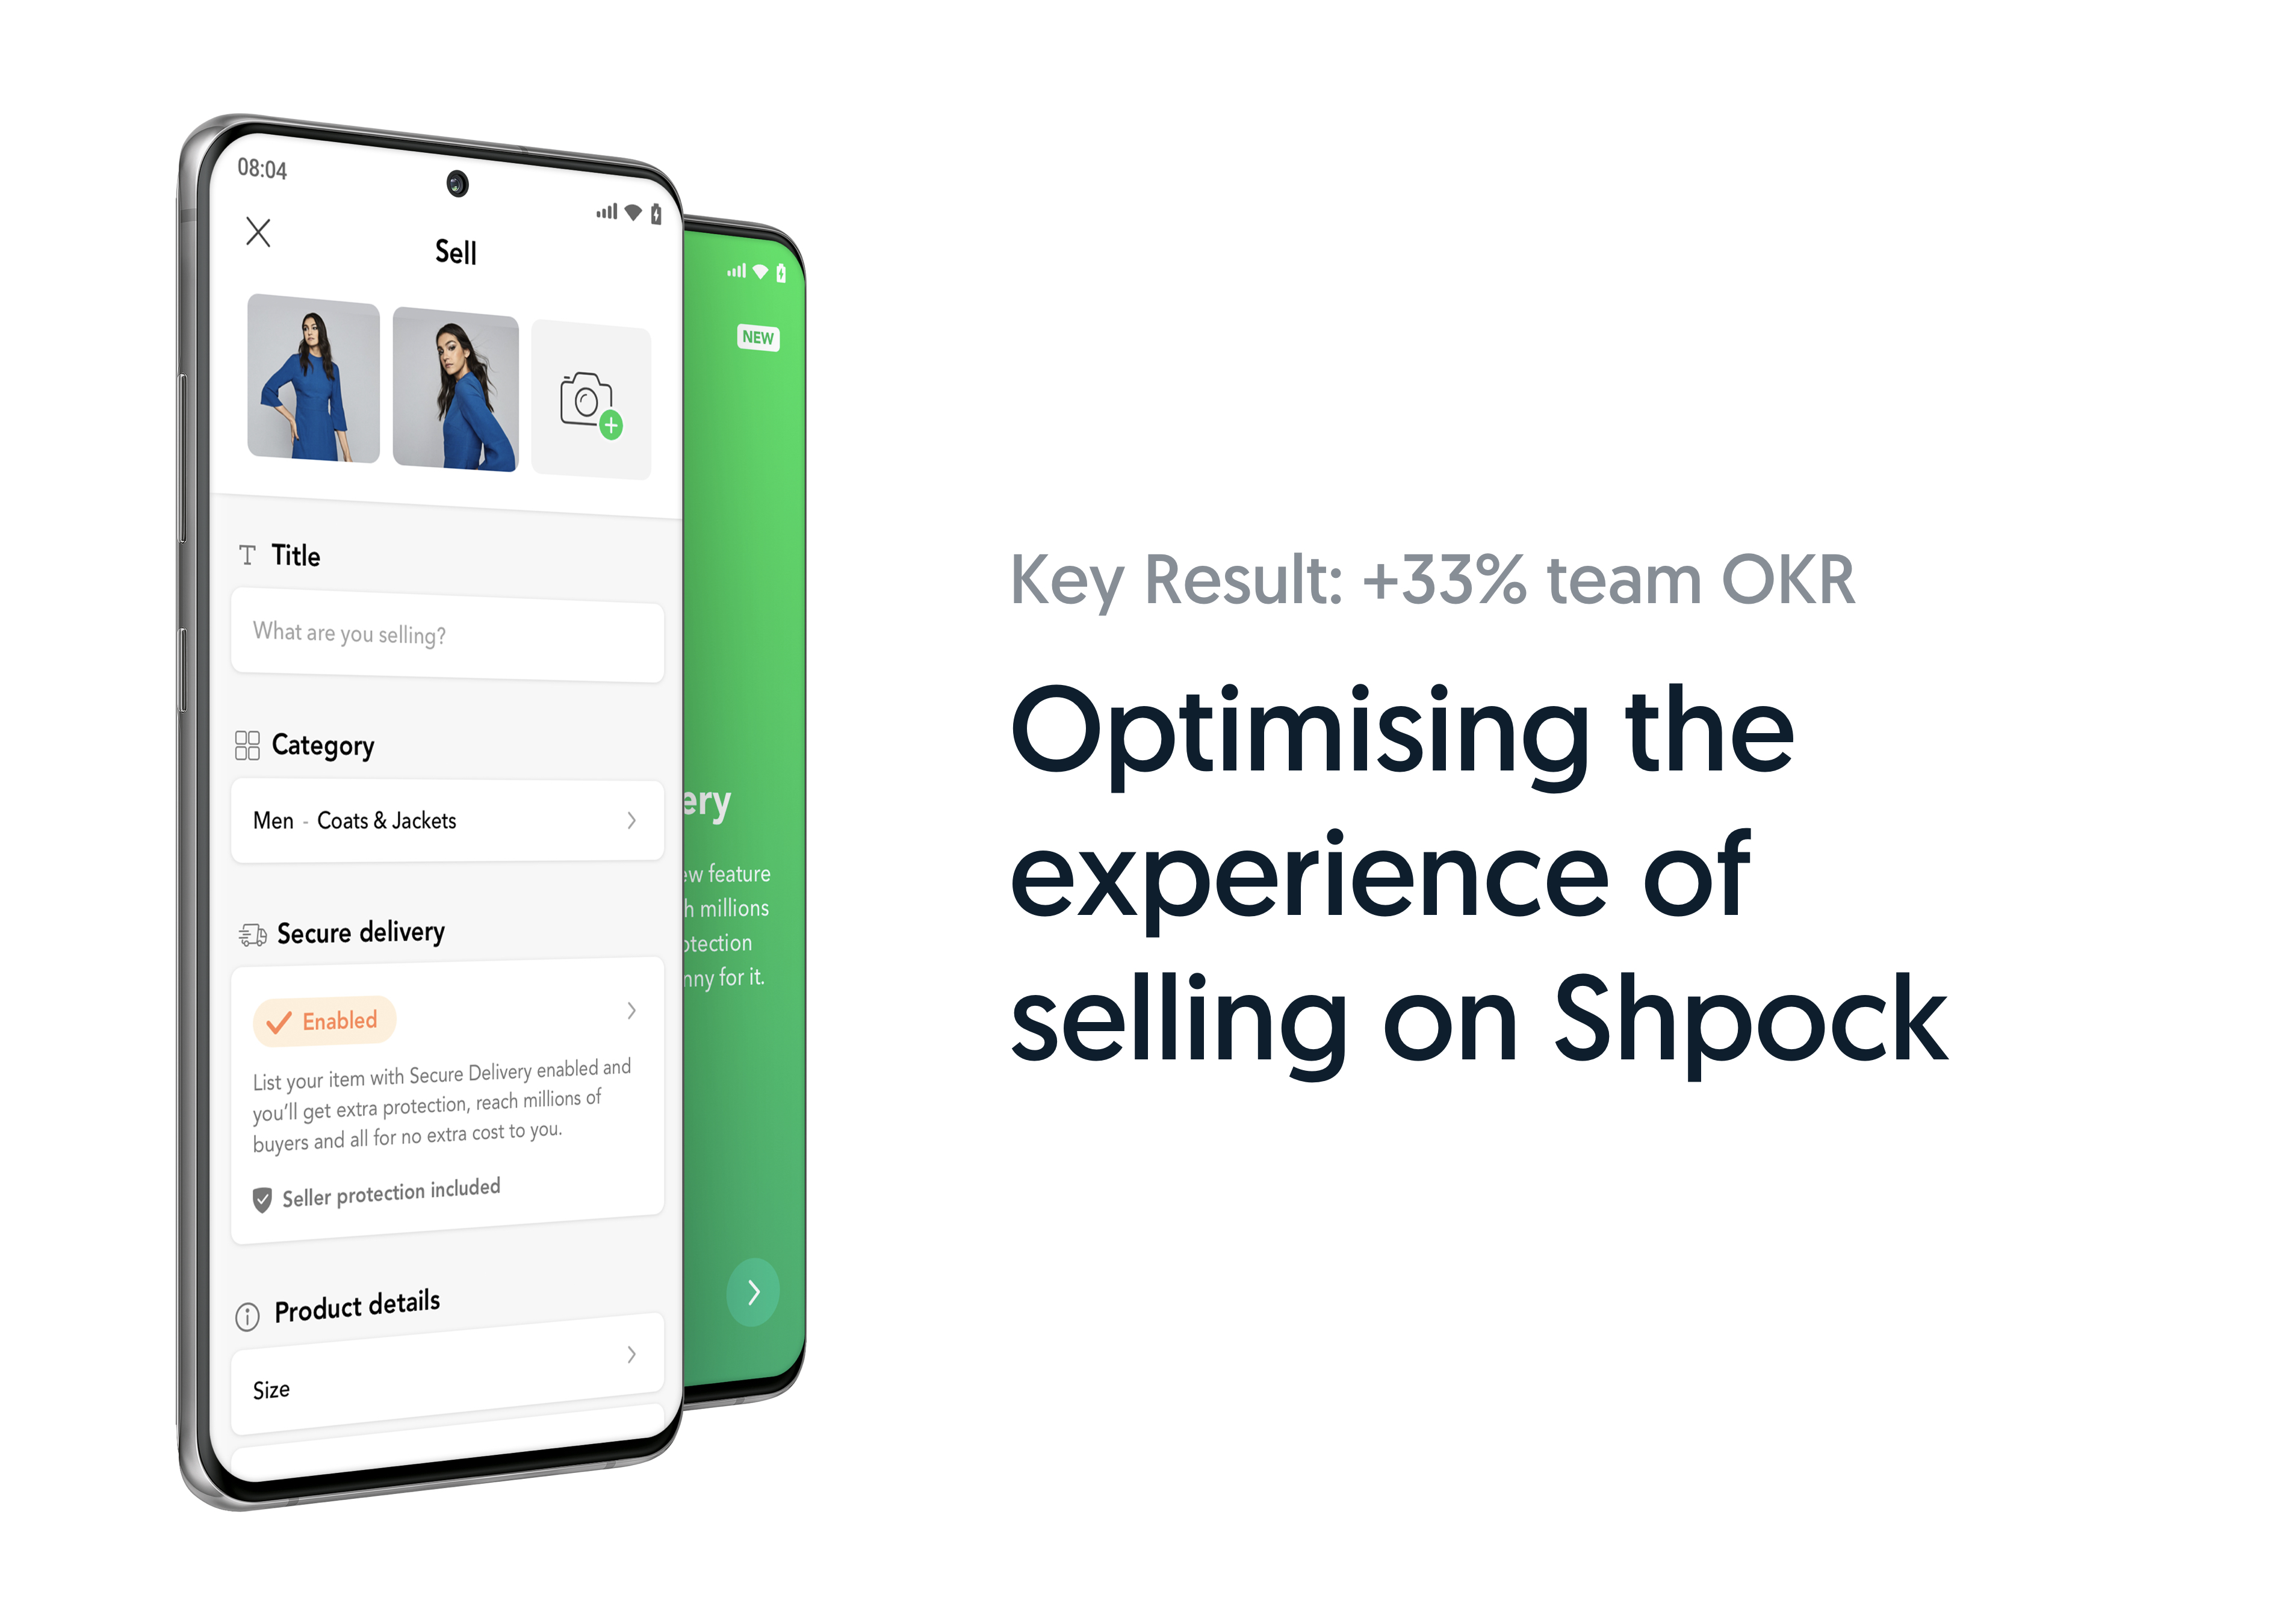 08:04
Sell
Title
What are you selling?
Category
Men - Coats & Jackets
Secure delivery
Enabled
List your item with Secure Delivery enabled and
you'll get extra protection, reach millions of
buyers and all for no extra cost to you.
Seller protection included
Product details
Size
NEW
ery
ew feature
h millions
otection
nny for it.
Key Result: +33% team OKR
Optimising the
experience of
selling on Shpock